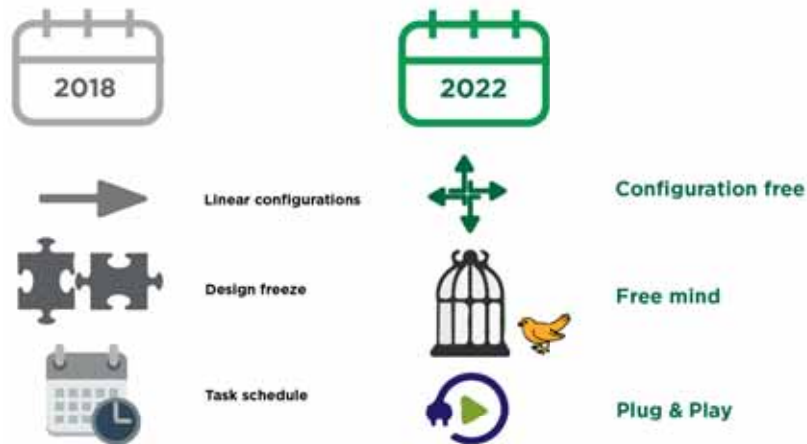 2018
2022
Linear configurations
Configuration free
Design freeze
Free mind
Task schedule
Plug & Play